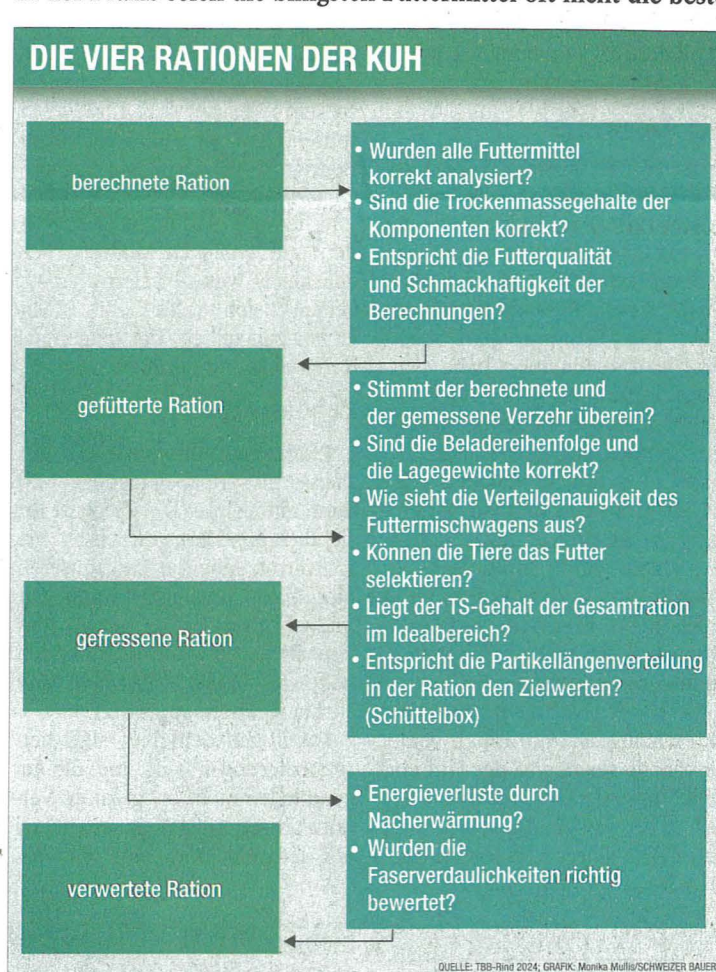 DIE VIER RATIONEN DER KUH
berechnete Ration
• Wurden alle Futtermittel
korrekt analysiert?
• Sind die Trockenmassegehalte der
Komponenten korrekt?
• Entspricht die Futterqualität
und Schmackhaftigkeit der
Berechnungen?
gefütterte Ration
• Stimmt der berechnete und
der gemessene Verzehr überein?
• Sind die Beladereihenfolge und
die Lagegewichte korrekt?
• Wie sieht die Verteilgenauigkeit des
Futtermischwagens aus?
• Können die Tiere das Futter
selektieren?
• Liegt der TS-Gehalt der Gesamtration
im Idealbereich?
• Entspricht die Partikellängenverteilung
in der Ration den Zielwerten?
(Schüttelbox)
gefressene Ration
• Energieverluste durch
Nacherwärmung?
• Wurden die
Faserverdaulichkeiten richtig
bewertet?
verwertete Ration
QUELLE: TBB-Rind 2024; GRAFIK: Monika Mullis/SCHWEIZER BAUER